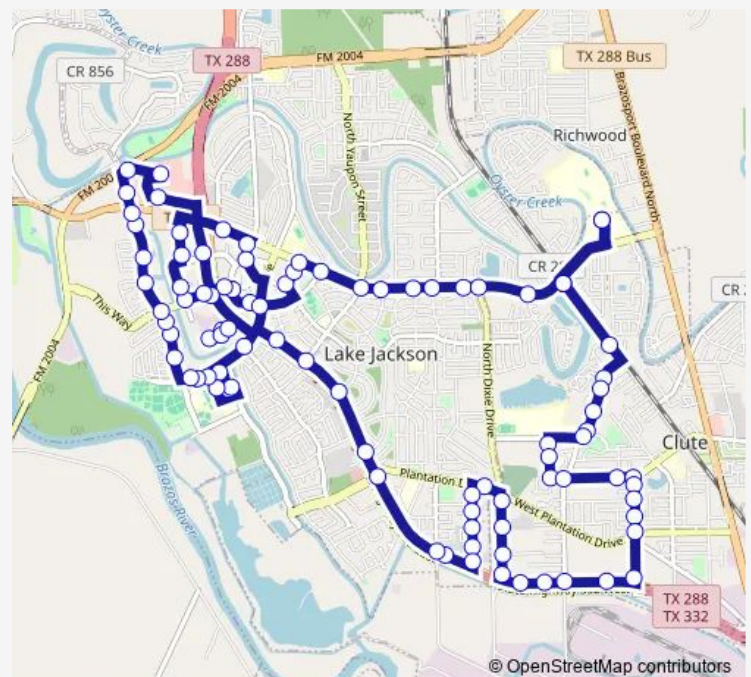 Oyster Creek
TX 288
FM 2004
TX 288 Bus
CR 856
FM 2004
Brazosport Boulevard North
Richwood
North Yaupon Street
FM 200
Oyster Creek
CR 2
CR
This Way
Lake Jackson
FM 2004
North Dixie Drive
Clute
Brazos River
Plantation D
West Plantation Drive
TX 288
TX 332
© OpenStreetMap contributors